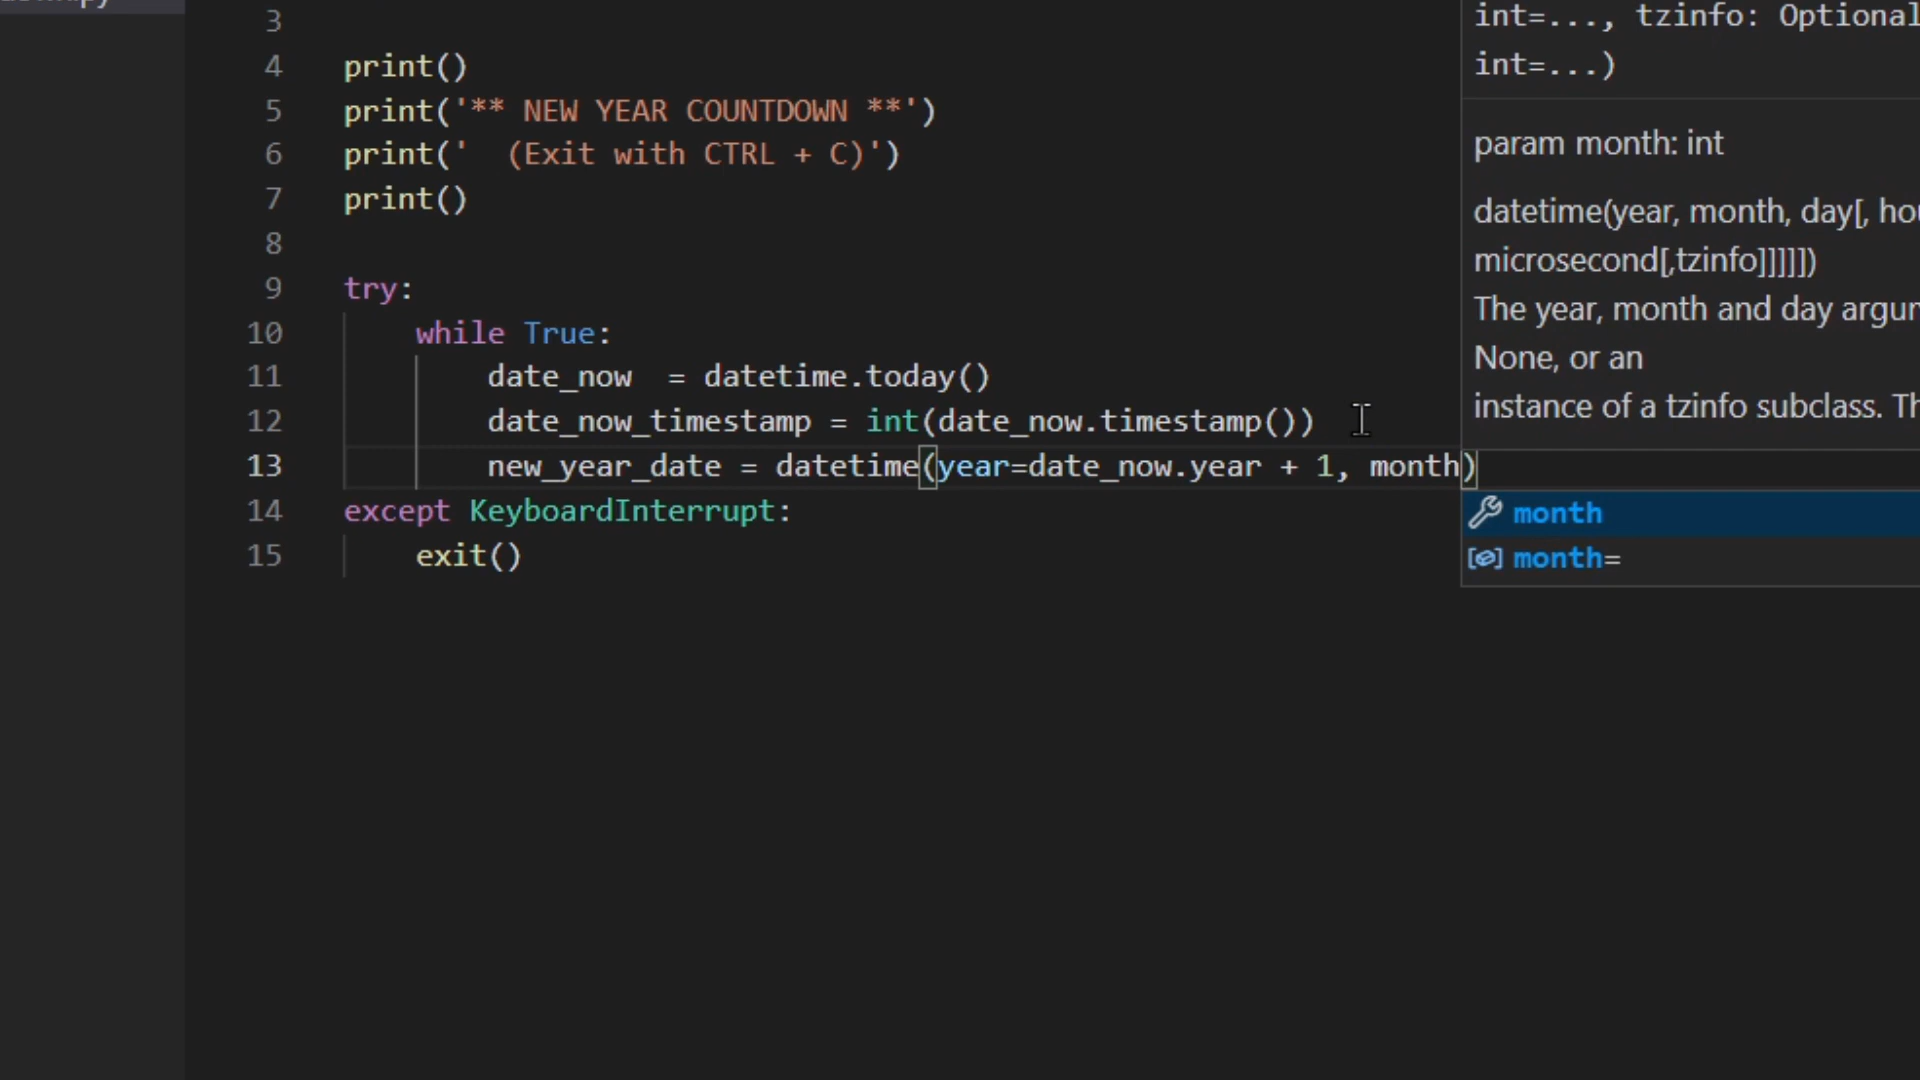 3
4 print()
5 print('** NEW YEAR COUNTDOWN **')
6 print('  (Exit with CTRL + C)')
7 print()
8
9 try:
10     while True:
11         date_now  = datetime.today()
12         date_now_timestamp = int(date_now.timestamp())
13         new_year_date = datetime(year=date_now.year + 1, month)
14 except KeyboardInterrupt:
15     exit()
int=..., tzinfo: Optional
int=...)
param month: int
datetime(year, month, day[,
microsecond[,tzinfo]]]]])
The year, month and day
None, or an
instance of a tzinfo subclass.
month
month=